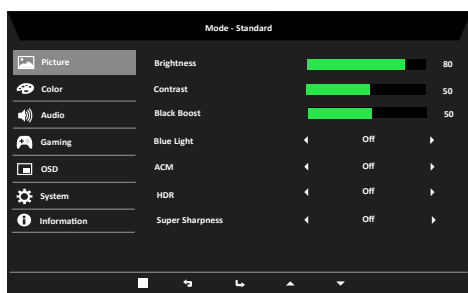 Mode - Standard
Picture
Brightness 80
Color
Contrast 50
Audio
Black Boost 50
Gaming
Blue Light Off
OSD
ACM Off
System
HDR Off
Information
Super Sharpness Off